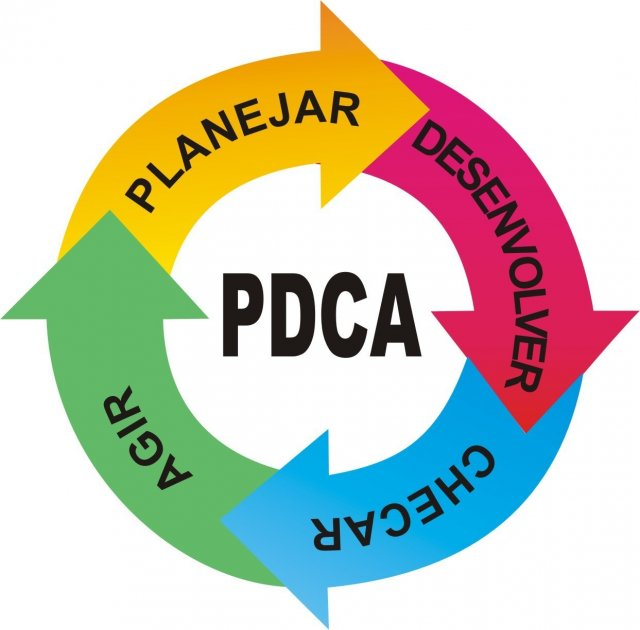 PLANEJAR
DESENVOLVER
CHECAR
AGIR
PDCA